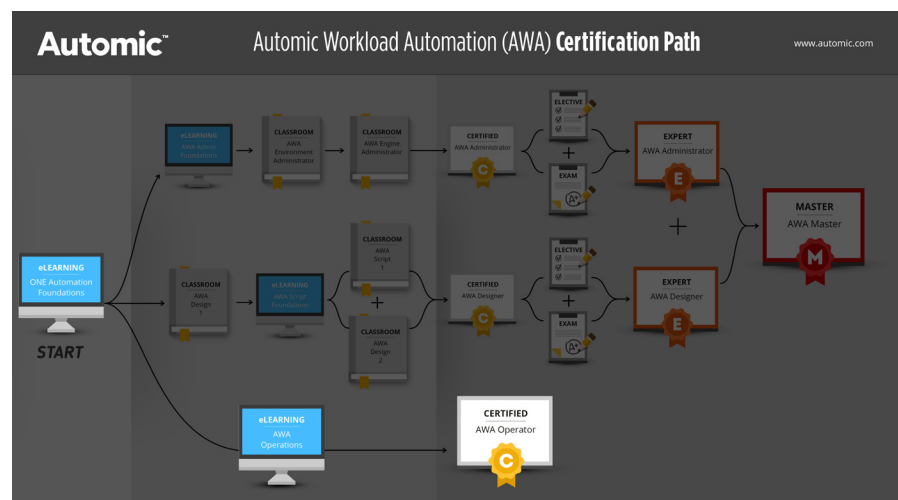 Automic™
Automic Workload Automation (AWA) Certification Path
www.automic.com
eLEARNING
AWA Admin
Foundations
CLASSROOM
AWA
Environment
Administrator
CLASSROOM
AWA Engine
Administrator
CERTIFIED
AWA Administrator
C
ELECTIVE
+
EXAM
A+
EXPERT
AWA Administrator
E
+
MASTER
AWA Master
M
eLEARNING
ONE Automation
Foundations
START
CLASSROOM
AWA
Design
1
eLEARNING
AWA Script
Foundations
CLASSROOM
AWA
Script
1
+
CLASSROOM
AWA
Design
2
CERTIFIED
AWA Designer
C
ELECTIVE
+
EXAM
A+
EXPERT
AWA Designer
E
eLEARNING
AWA
Operations
CERTIFIED
AWA Operator
C